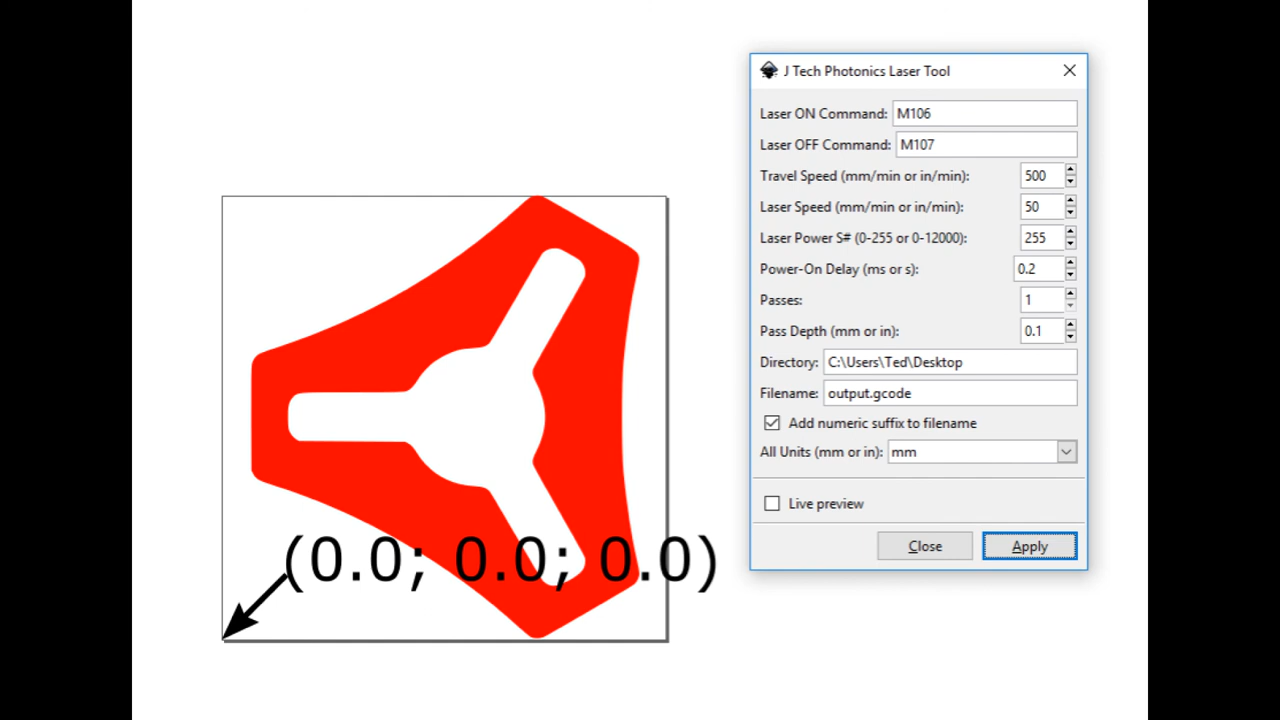 J Tech Photonics Laser Tool
Laser ON Command: M106
Laser OFF Command: M107
Travel Speed (mm/min or in/min): 500
Laser Speed (mm/min or in/min): 50
Laser Power S# (0-255 or 0-12000): 255
Power-On Delay (ms or s): 0.2
Passes: 1
Pass Depth (mm or in): 0.1
Directory: C:\Users\Ted\Desktop
Filename: output.gcode
Add numeric suffix to filename
All Units (mm or in): mm
Live preview
Close Apply
(0.0; 0.0; 0.0)